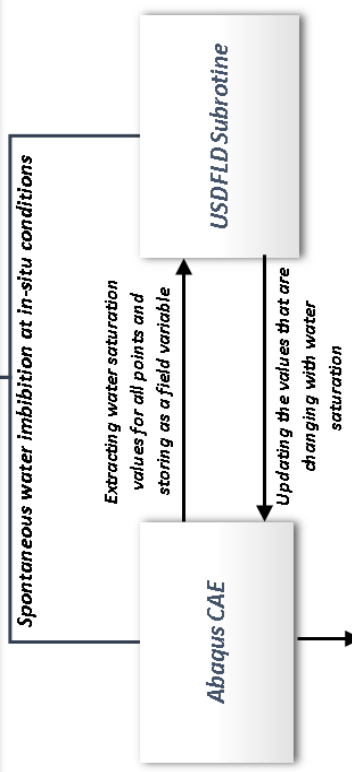 Spontaneous water imbibition at in-situ conditions
Extracting water saturation
values for all points and
storing as a field variable
Abaqus CAE
USDFLD Subrotine
Updating the values that are
changing with water
saturation